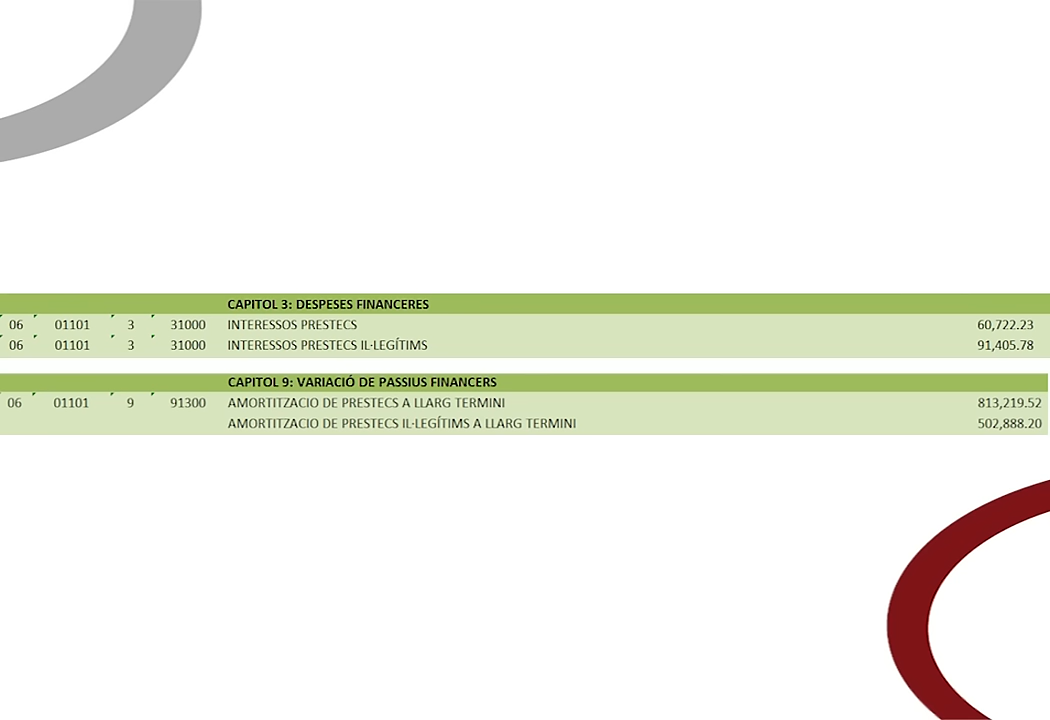 CAPITOL 3: DESPESES FINANCERES
06 01101 3 31000 INTERESSOS PRESTECS 60,722.23
06 01101 3 31000 INTERESSOS PRESTECS IL·LEGÍTIMS 91,405.78
CAPITOL 9: VARIACIÓ DE PASSIUS FINANCERS
06 01101 9 91300 AMORTITZACIO DE PRESTECS A LLARG TERMINI 813,219.52
AMORTITZACIO DE PRESTECS IL·LEGÍTIMS A LLARG TERMINI 502,888.20